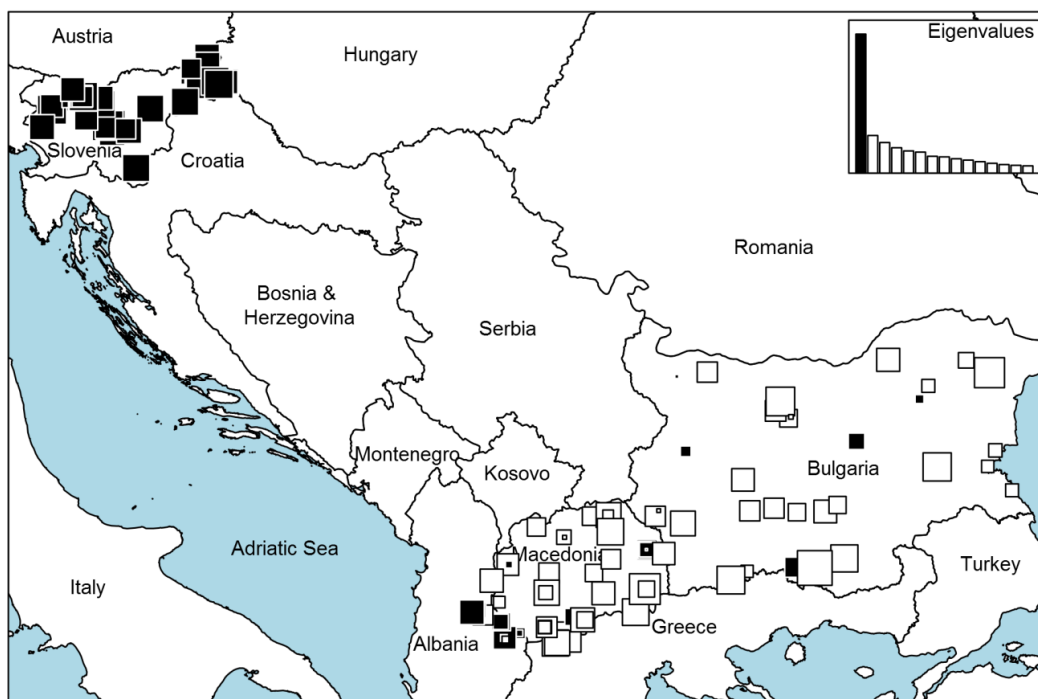 Austria
Eigenvalues
Hungary
Slovenia
Croatia
Romania
Bosnia &
Herzegovina
Serbia
Montenegro
Kosovo
Bulgaria
Adriatic Sea
Macedonia
Turkey
Italy
Albania
Greece